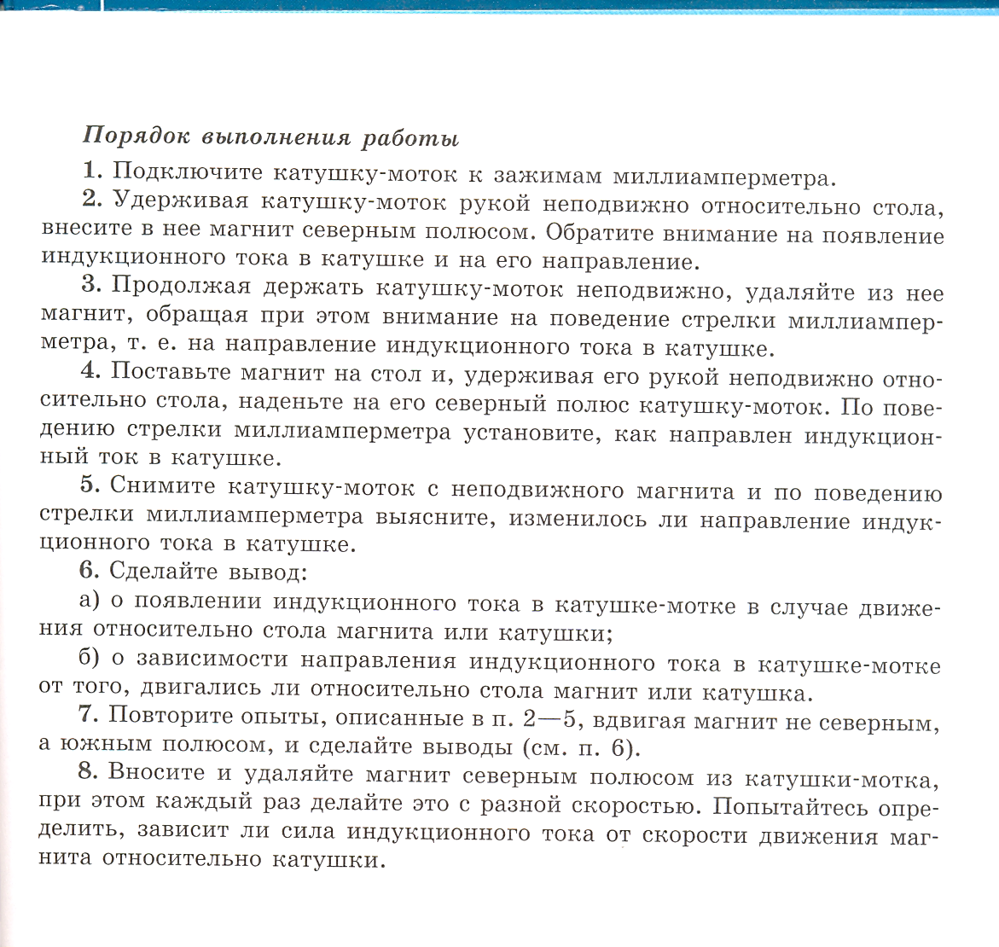 Порядок выполнения работы
1. Подключите катушку-моток к зажимам миллиамперметра.
2. Удерживая катушку-моток рукой неподвижно относительно стола,
внесите в нее магнит северным полюсом. Обратите внимание на появление
индукционного тока в катушке и на его направление.
3. Продолжая держать катушку-моток неподвижно, удаляйте из нее
магнит, обращая при этом внимание на поведение стрелки миллиампер-
метра, т. е. на направление индукционного тока в катушке.
4. Поставьте магнит на стол и, удерживая его рукой неподвижно отно-
сительно стола, наденьте на его северный полюс катушку-моток. По пове-
дению стрелки миллиамперметра установите, как направлен индукцион-
ный ток в катушке.
5. Снимите катушку-моток с неподвижного магнита и по поведению
стрелки миллиамперметра выясните, изменилось ли направление индук-
ционного тока в катушке.
6. Сделайте вывод:
а) о появлении индукционного тока в катушке-мотке в случае движе-
ния относительно стола магнита или катушки;
б) о зависимости направления индукционного тока в катушке-мотке
от того, двигались ли относительно стола магнит или катушка.
7. Повторите опыты, описанные в п. 2—5, вдвигая магнит не северным,
а южным полюсом, и сделайте выводы (см. п. 6).
8. Вносите и удаляйте магнит северным полюсом из катушки-мотка,
при этом каждый раз делайте это с разной скоростью. Попытайтесь опре-
делить, зависит ли сила индукционного тока от скорости движения маг-
нита относительно катушки.